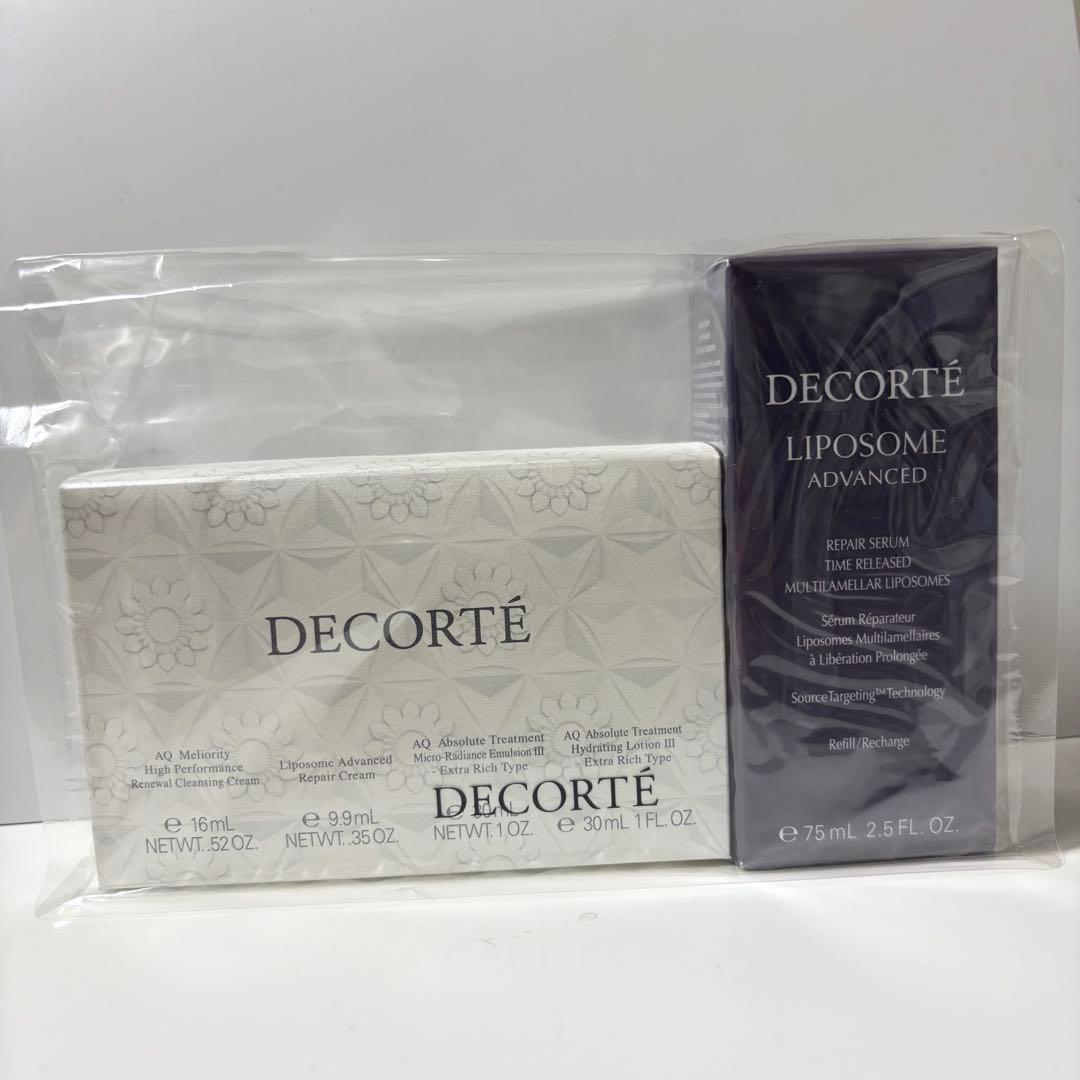 DECORTÉ
AQ Meliority
High Performance
Renewal Cleansing Cream
e 16mL
NETWT. .52 OZ.
Liposome Advanced
Repair Cream
e 9.9mL
NETWT. .35 OZ.
AQ Absolute Treatment
Micro-Radiance Emulsion III
- Extra Rich Type -
e 30mL
NETWT. 1 OZ.
AQ Absolute Treatment
Hydrating Lotion III
- Extra Rich Type -
e 30mL 1 FL. OZ.
DECORTÉ
DECORTÉ
LIPOSOME
ADVANCED
REPAIR SERUM
TIME RELEASED
MULTILAMELLAR LIPOSOMES
Sérum Réparateur
Liposomes Multilamellaires
à Libération Prolongée
SourceTargeting™ Technology
Refill/Recharge
e 75 mL 2.5 FL. OZ.